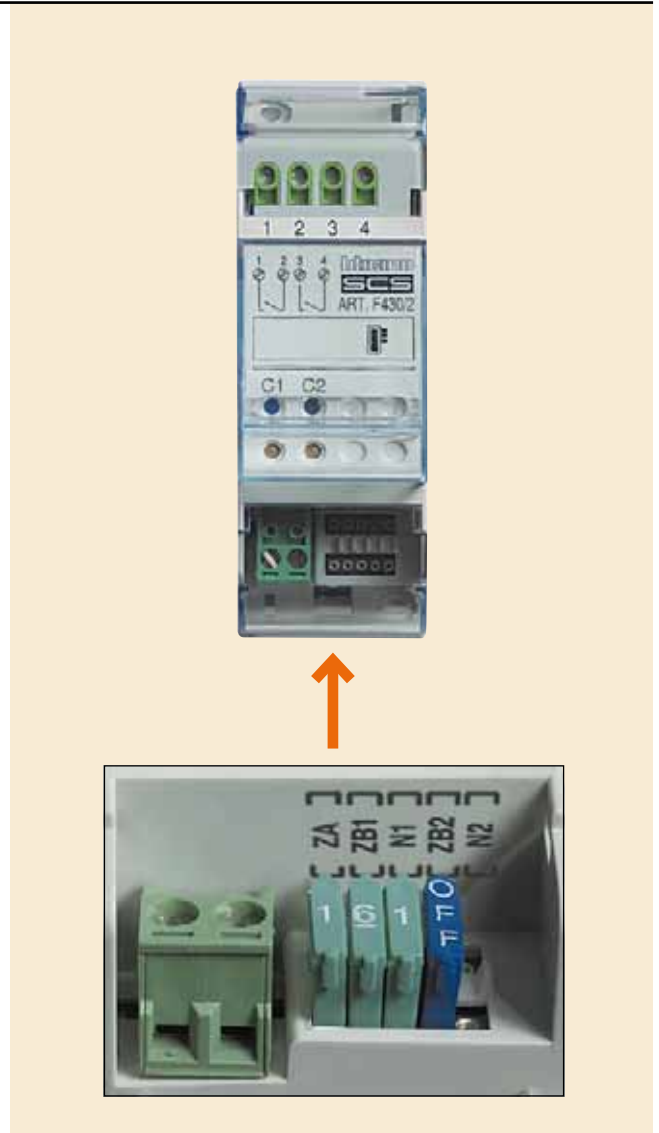 1 2 3 4
1 2 3 4
bticino
SCS
ART. F430/2
C1 C2
ZA ZB1 N1 ZB2 N2
1 6 1 OFF